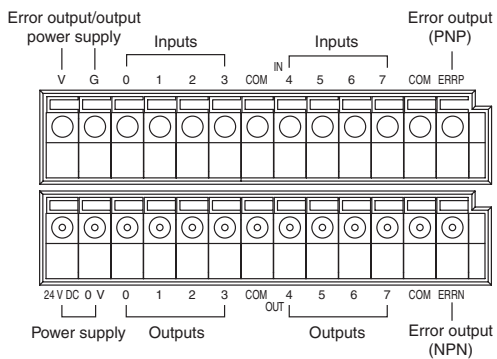 Error output/output
power supply
Inputs
Inputs
Error output
(PNP)
IN
V G 0 1 2 3 COM 4 5 6 7 COM ERRP
24 V DC 0 V 0 1 2 3 COM 4 5 6 7 COM ERRN
OUT
Power supply
Outputs
Outputs
Error output
(NPN)